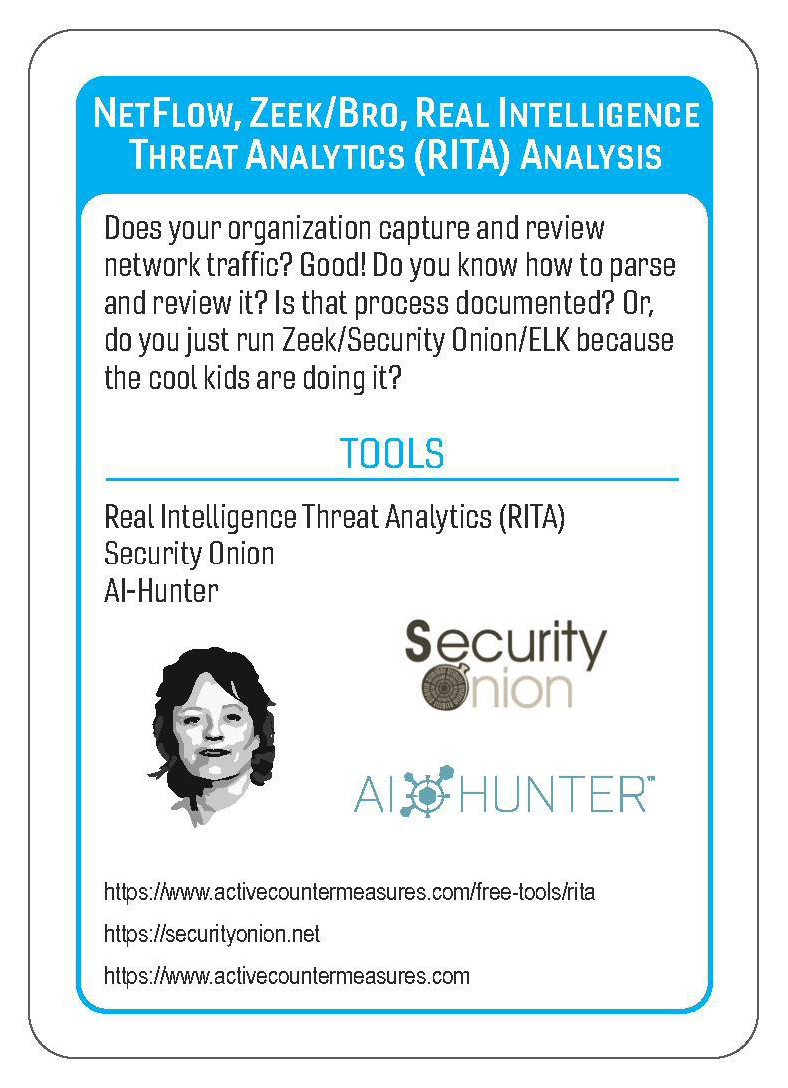 NETFLOW, ZEEK/BRO, REAL INTELLIGENCE
THREAT ANALYTICS (RITA) ANALYSIS
Does your organization capture and review
network traffic? Good! Do you know how to parse
and review it? Is that process documented? Or,
do you just run Zeek/Security Onion/ELK because
the cool kids are doing it?
TOOLS
Real Intelligence Threat Analytics (RITA)
Security Onion
AI-Hunter
Security
Onion
AI HUNTER™
https://www.activecountermeasures.com/free-tools/rita
https://securityonion.net
https://www.activecountermeasures.com